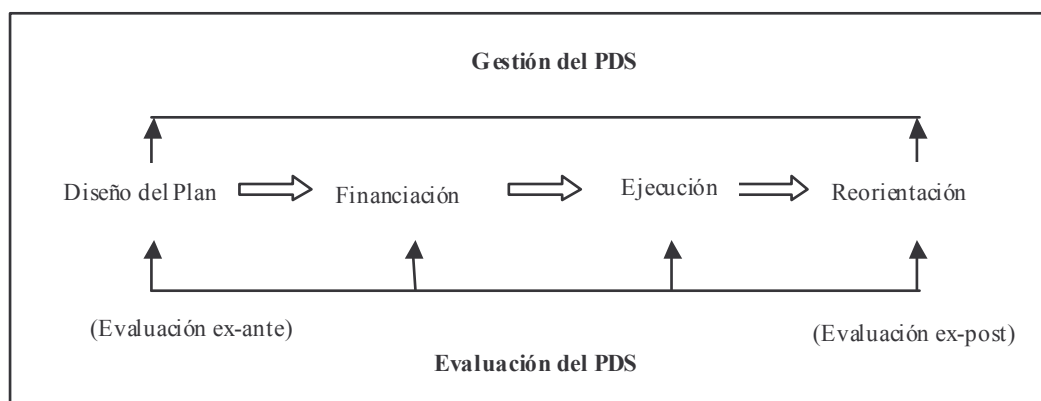 Gestión del PDS
Diseño del Plan
Financiación
Ejecución
Reorientación
(Evaluación ex-ante)
(Evaluación ex-post)
Evaluación del PDS